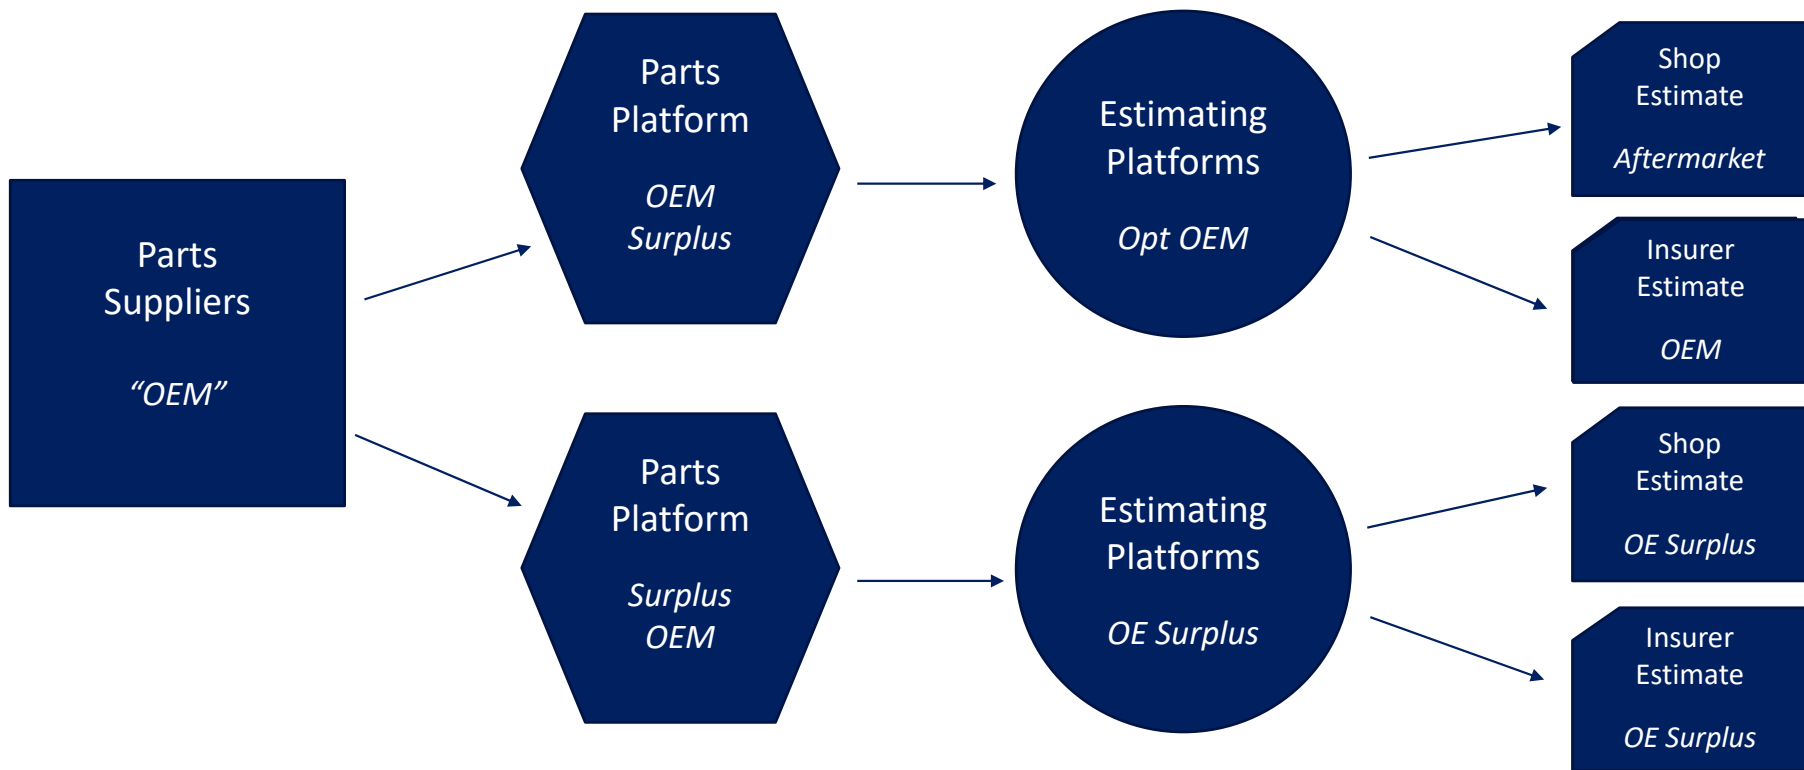 Parts
Suppliers
“OEM”
Parts
Platform
OEM
Surplus
Parts
Platform
Surplus
OEM
Estimating
Platforms
Opt OEM
Estimating
Platforms
OE Surplus
Shop
Estimate
Aftermarket
Insurer
Estimate
OEM
Shop
Estimate
OE Surplus
Insurer
Estimate
OE Surplus